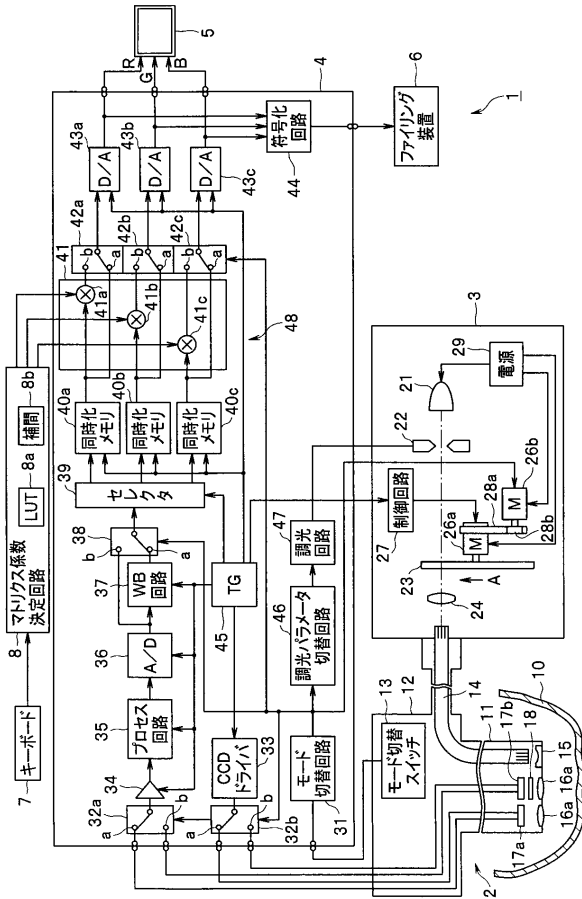 キーボード
7
マトリクス係数
決定回路
8
LUT
8a
補間
8b
R
G
B
5
4
32a
a
b
34
プロセス回路
35
A/D
36
WB
回路
37
38
b
a
セレクタ
39
同時化
メモリ
40a
同時化
メモリ
40b
同時化
メモリ
40c
41
41a
41b
41c
42a
b
a
42b
b
a
42c
b
a
D/A
43a
D/A
43b
D/A
43c
符号化
回路
44
ファイリング
装置
6
1
48
CCD
ドライバ
33
a
b
32b
TG
45
モード
切替回路
31
調光パラメータ
切替回路
46
調光
回路
47
制御回路
27
3
電源
29
21
22
M
26a
M
26b
28a
28b
23
24
A
モード切替
スイッチ
13
12
14
11
17b
18
15
16a
16a
17a
10
2